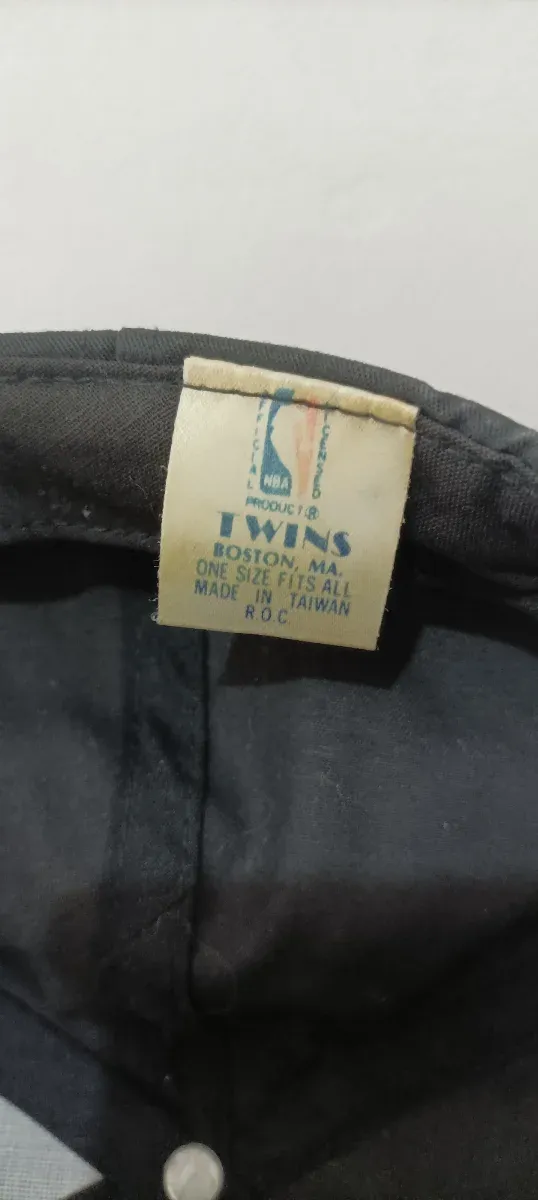 OFFICIAL
LICENSED
NBA
PRODUCT ®
TWINS
BOSTON, MA.
ONE SIZE FITS ALL
MADE IN TAIWAN
R.O.C.